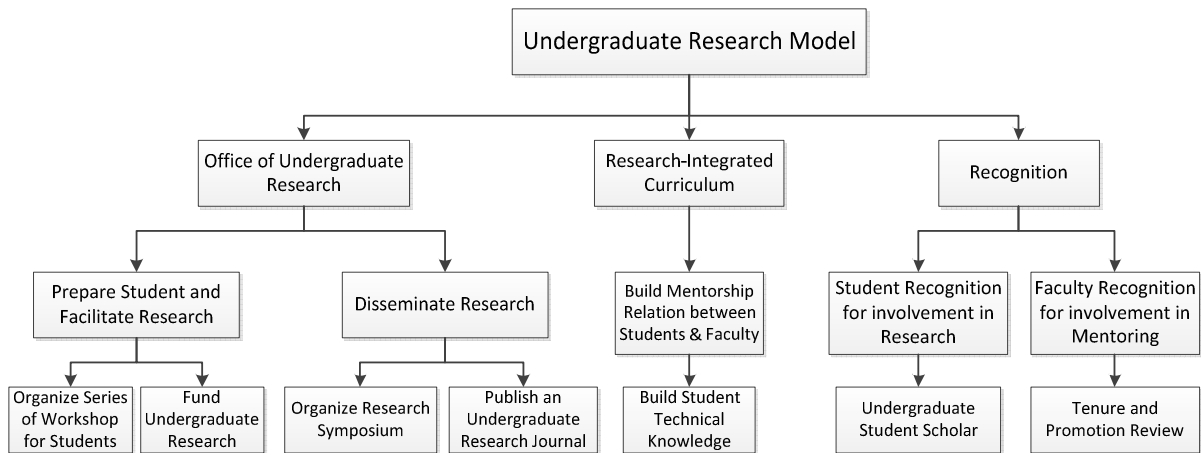 Undergraduate Research Model
Office of Undergraduate
Research
Research-Integrated
Curriculum
Recognition
Prepare Student and
Facilitate Research
Disseminate Research
Build Mentorship
Relation between
Students & Faculty
Student Recognition
for involvement in
Research
Faculty Recognition
for involvement in
Mentoring
Organize Series
of Workshop
for Students
Fund
Undergraduate
Research
Organize Research
Symposium
Publish an
Undergraduate
Research Journal
Build Student
Technical
Knowledge
Undergraduate
Student Scholar
Tenure and
Promotion Review